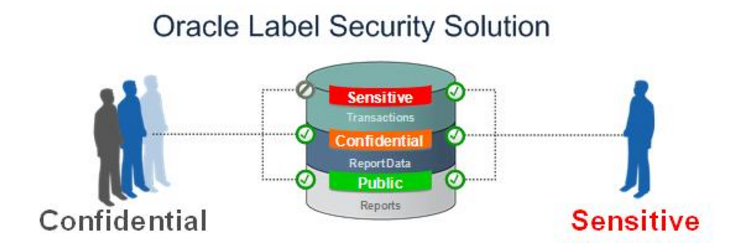 Oracle Label Security Solution
Sensitive
Transactions
Confidential
ReportData
Public
Reports
Confidential
Sensitive